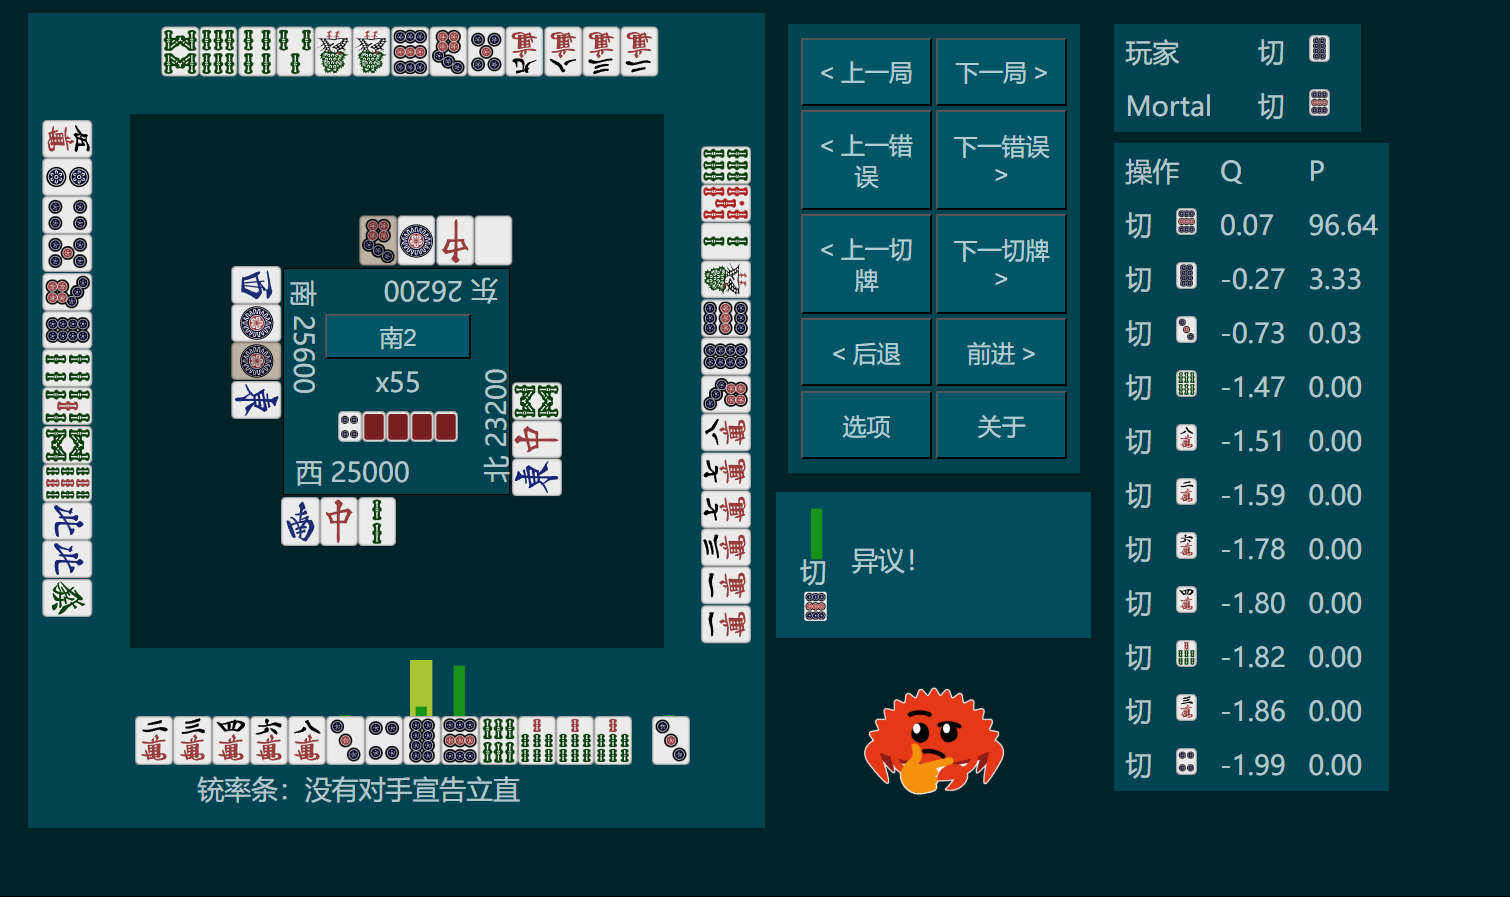 东 26200
南 25600
南2
x55
北 23200
西 25000
铳率条：没有对手宣告立直
< 上一局
下一局 >
< 上一错
误
下一错误
>
< 上一切
牌
下一切牌
>
< 后退
前进 >
选项
关于
切
异议！
玩家 切
Mortal 切
操作 Q P
切 0.07 96.64
切 -0.27 3.33
切 -0.73 0.03
切 -1.47 0.00
切 -1.51 0.00
切 -1.59 0.00
切 -1.78 0.00
切 -1.80 0.00
切 -1.82 0.00
切 -1.86 0.00
切 -1.99 0.00